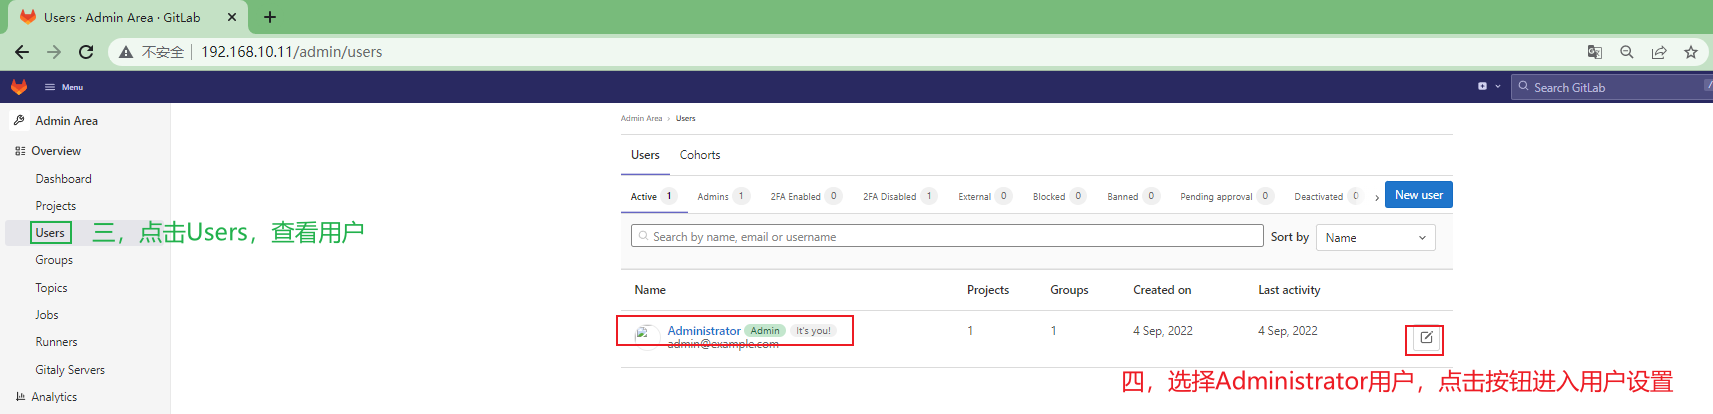 Users · Admin Area · GitLab
不安全 192.168.10.11/admin/users
Menu
Search GitLab
Admin Area
Overview
Dashboard
Projects
Users
三，点击Users，查看用户
Groups
Topics
Jobs
Runners
Gitaly Servers
Analytics
Admin Area › Users
Users Cohorts
Active 1 Admins 1 2FA Enabled 0 2FA Disabled 1 External 0 Blocked 0 Banned 0 Pending approval 0 Deactivated 0 New user
Search by name, email or username Sort by Name
Name Projects Groups Created on Last activity
Administrator Admin It's you! 1 1 4 Sep, 2022 4 Sep, 2022
admin@example.com
四，选择Administrator用户，点击按钮进入用户设置